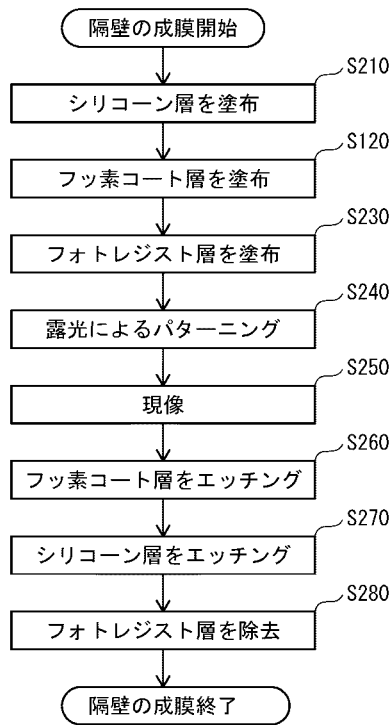 隔壁の成膜開始
S210
シリコーン層を塗布
S120
フッ素コート層を塗布
S230
フォトレジスト層を塗布
S240
露光によるパターニング
S250
現像
S260
フッ素コート層をエッチング
S270
シリコーン層をエッチング
S280
フォトレジスト層を除去
隔壁の成膜終了